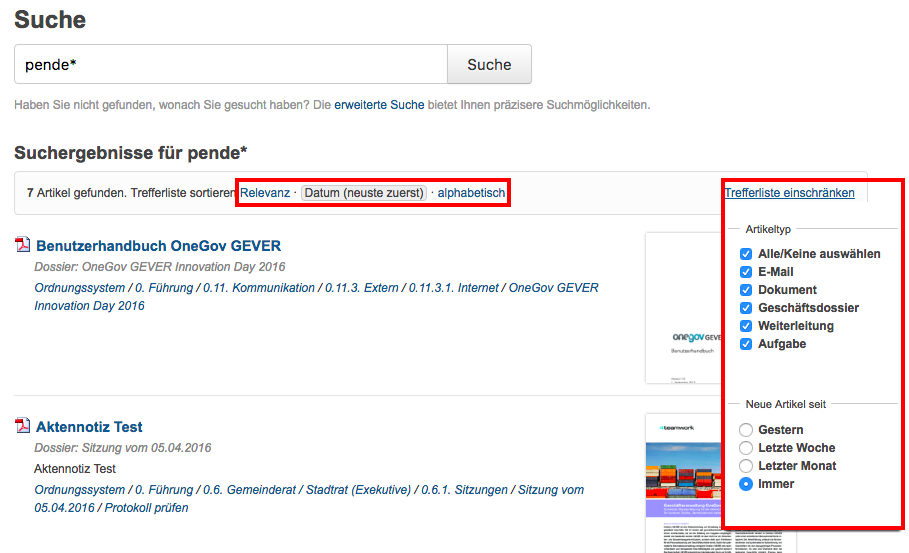 Suche
pende*
Suche
Haben Sie nicht gefunden, wonach Sie gesucht haben? Die erweiterte Suche bietet Ihnen präzisere Suchmöglichkeiten.
Suchergebnisse für pende*
7 Artikel gefunden. Trefferliste sortieren Relevanz · Datum (neuste zuerst) · alphabetisch
Trefferliste einschränken
Benutzerhandbuch OneGov GEVER
Dossier: OneGov GEVER Innovation Day 2016
Ordnungssystem / 0. Führung / 0.11. Kommunikation / 0.11.3. Extern / 0.11.3.1. Internet / OneGov GEVER
Innovation Day 2016
onegov GEVE
Benutzerhandbuch
Artikeltyp
Alle/Keine auswählen
E-Mail
Dokument
Geschäftsdossier
Weiterleitung
Aufgabe
Neue Artikel seit
Gestern
Letzte Woche
Letzter Monat
Immer
Aktennotiz Test
Dossier: Sitzung vom 05.04.2016
Aktennotiz Test
Ordnungssystem / 0. Führung / 0.6. Gemeinderat / Stadtrat (Exekutive) / 0.6.1. Sitzungen / Sitzung vom
05.04.2016 / Protokoll prüfen
teamwork